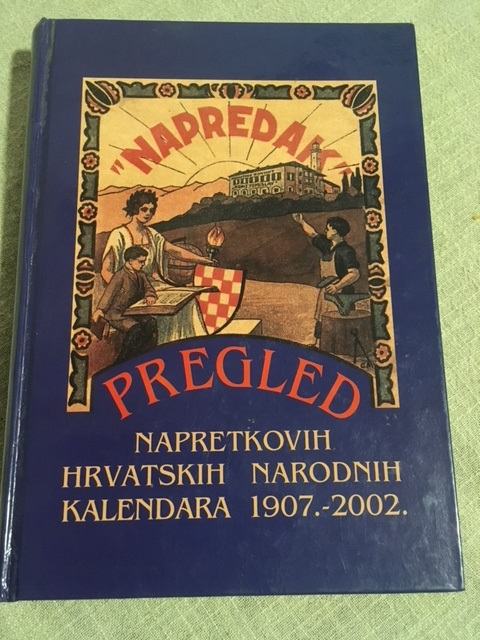 "NAPREDAK"
PREGLED
NAPRETKOVIH
HRVATSKIH NARODNIH
KALENDARA 1907.-2002.